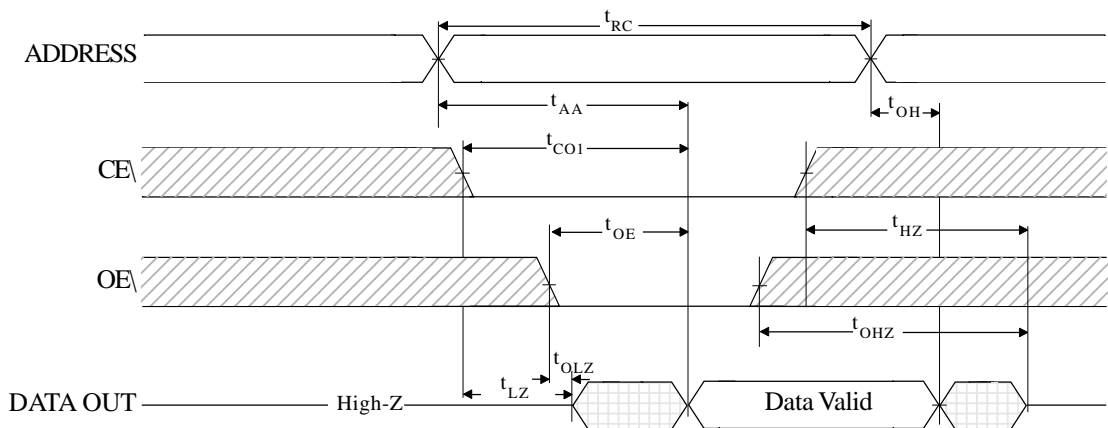 t_RC
ADDRESS
t_AA
t_OH
t_CO1
CE\
t_OE
t_HZ
OE\
t_OHZ
t_OLZ
t_LZ
DATA OUT High-Z Data Valid